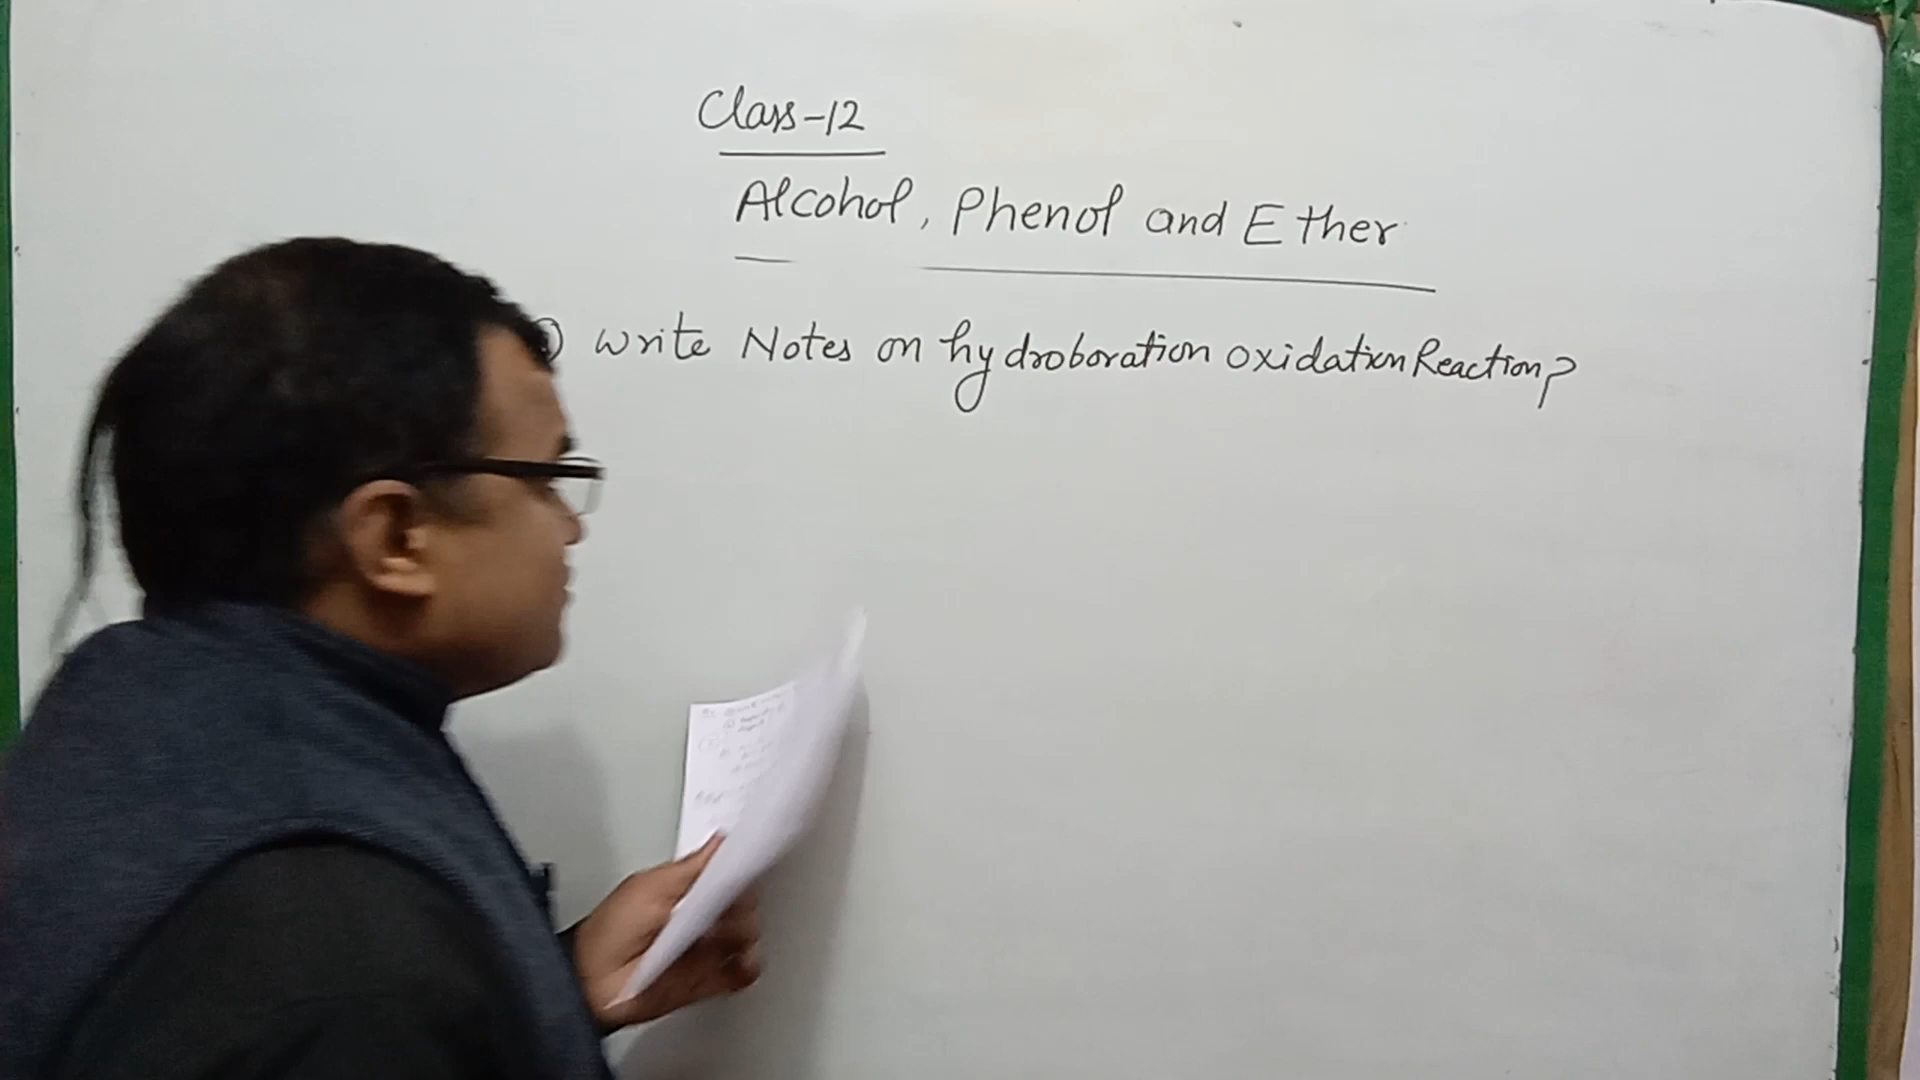 Class-12
Alcohol, Phenol and Ether
write Notes on hydroboration oxidation Reaction?